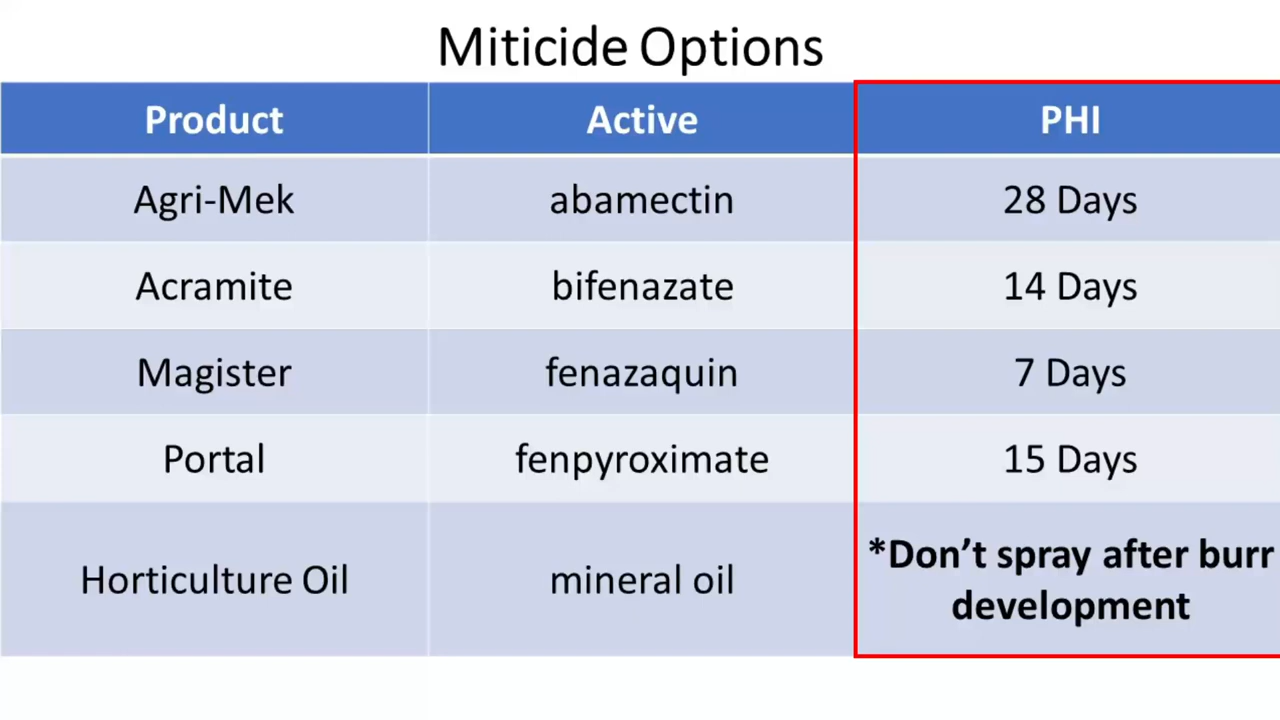 Miticide Options
Product Active PHI
Agri-Mek abamectin 28 Days
Acramite bifenazate 14 Days
Magister fenazaquin 7 Days
Portal fenpyroximate 15 Days
Horticulture Oil mineral oil *Don’t spray after burr
development